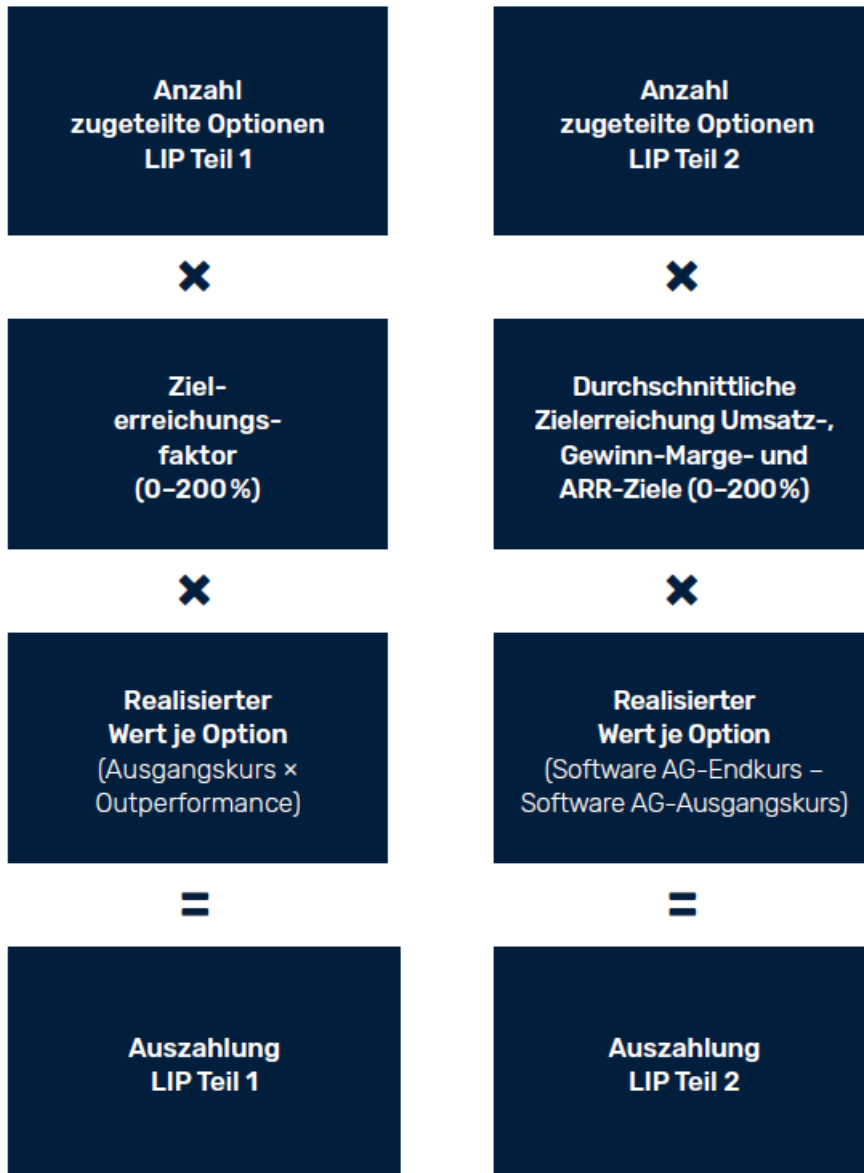 Anzahl
zugeteilte Optionen
LIP Teil 1
✖
Ziel-
erreichungs-
faktor
(0–200 %)
✖
Realisierter
Wert je Option
(Ausgangskurs ×
Outperformance)
=
Auszahlung
LIP Teil 1
Anzahl
zugeteilte Optionen
LIP Teil 2
✖
Durchschnittliche
Zielerreichung Umsatz-,
Gewinn-Marge- und
ARR-Ziele (0–200 %)
✖
Realisierter
Wert je Option
(Software AG-Endkurs –
Software AG-Ausgangskurs)
=
Auszahlung
LIP Teil 2